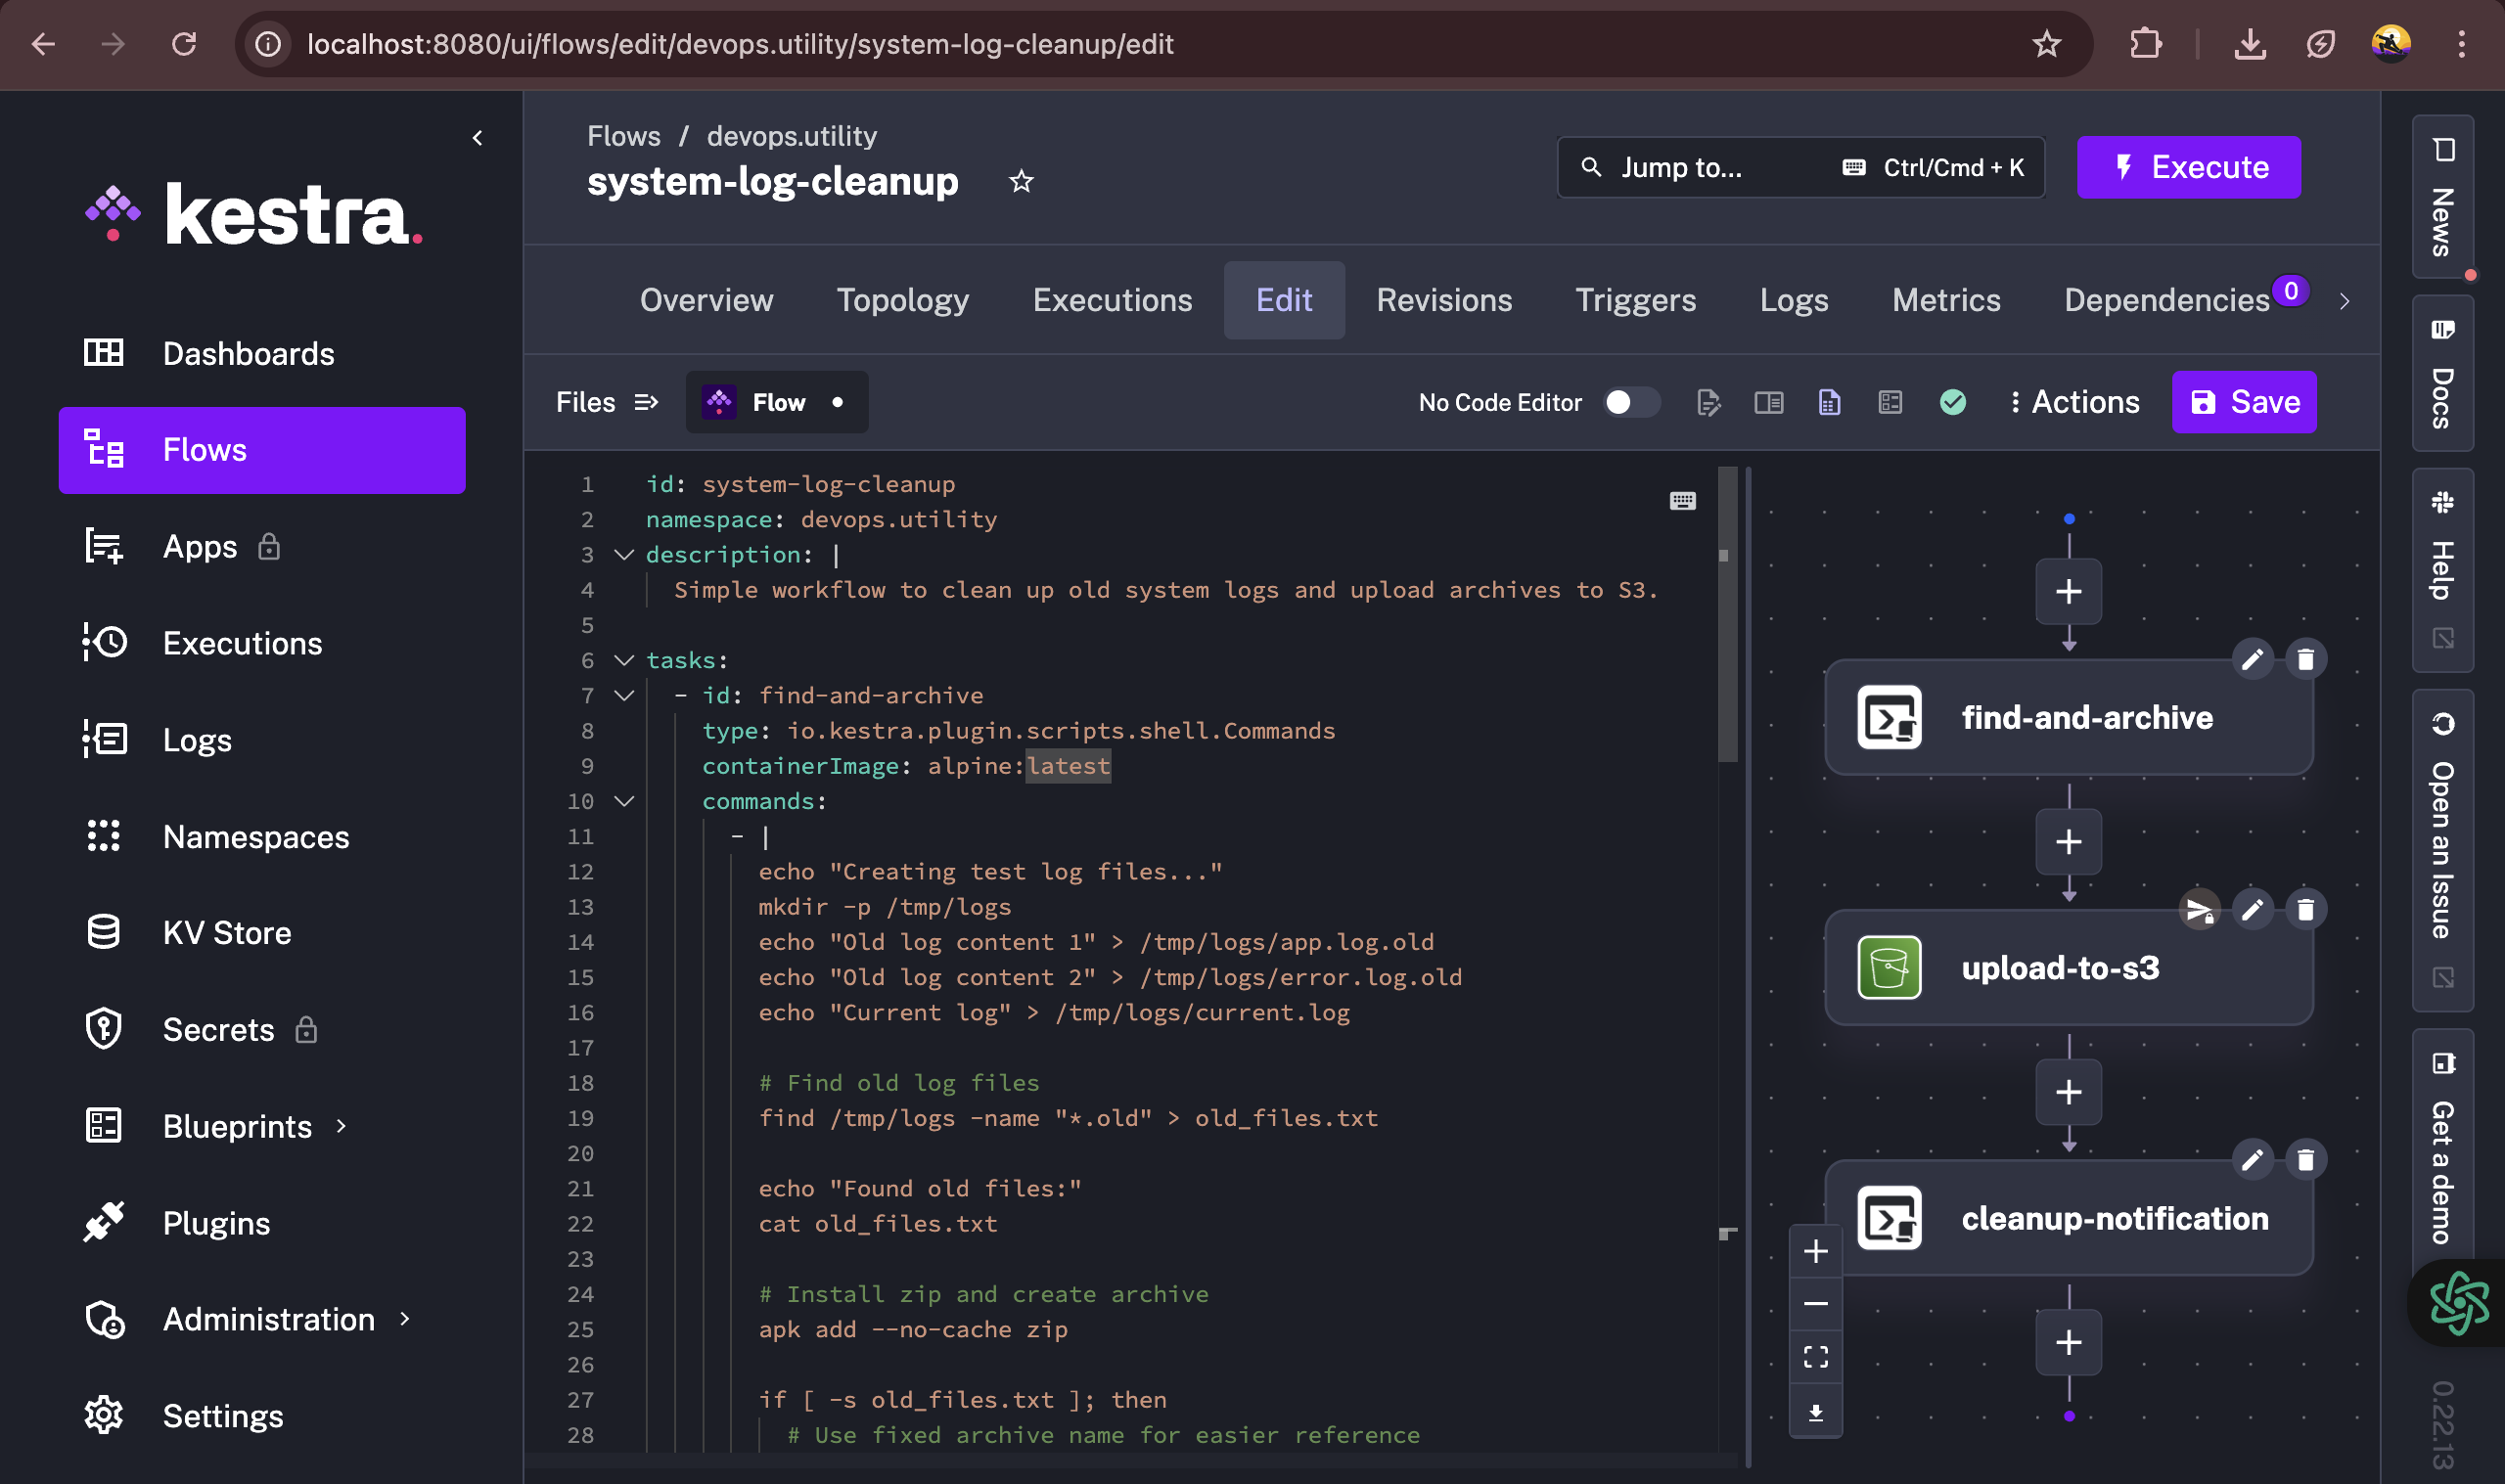 localhost:8080/ui/flows/edit/devops.utility/system-log-cleanup/edit
kestra.
Dashboards
Flows
Apps
Executions
Logs
Namespaces
KV Store
Secrets
Blueprints
Plugins
Administration
Settings
Flows / devops.utility
system-log-cleanup
Jump to... Ctrl/Cmd + K
Execute
Overview Topology Executions Edit Revisions Triggers Logs Metrics Dependencies 0
Files Flow No Code Editor Actions Save
1 id: system-log-cleanup
2 namespace: devops.utility
3 description: |
4 Simple workflow to clean up old system logs and upload archives to S3.
5
6 tasks:
7 - id: find-and-archive
8 type: io.kestra.plugin.scripts.shell.Commands
9 containerImage: alpine:latest
10 commands:
11 - |
12 echo "Creating test log files..."
13 mkdir -p /tmp/logs
14 echo "Old log content 1" > /tmp/logs/app.log.old
15 echo "Old log content 2" > /tmp/logs/error.log.old
16 echo "Current log" > /tmp/logs/current.log
17
18 # Find old log files
19 find /tmp/logs -name "*.old" > old_files.txt
20
21 echo "Found old files:"
22 cat old_files.txt
23
24 # Install zip and create archive
25 apk add --no-cache zip
26
27 if [ -s old_files.txt ]; then
28 # Use fixed archive name for easier reference
find-and-archive
upload-to-s3
cleanup-notification
News
Docs
Help
Open an Issue
Get a demo
0.22.13